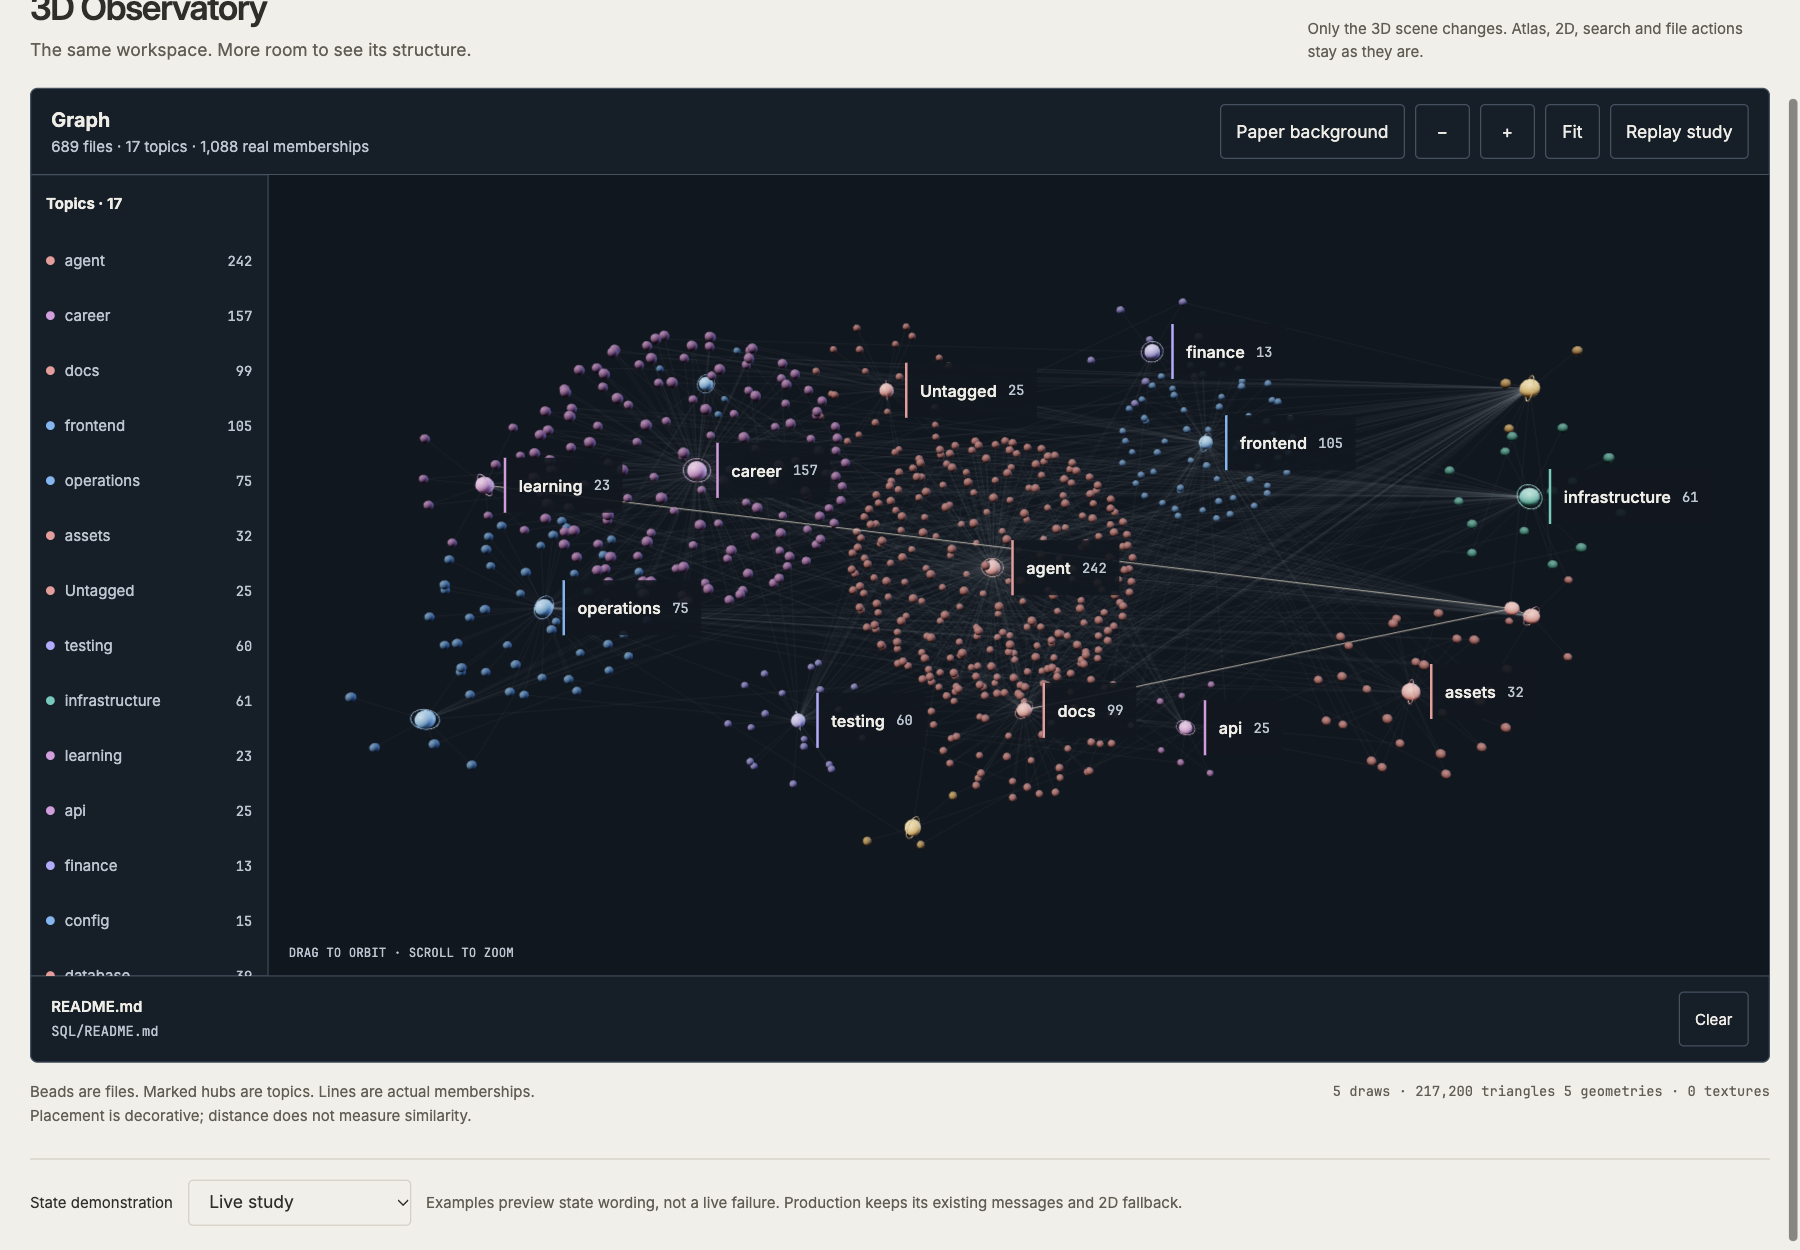 3D Observatory
The same workspace. More room to see its structure.
Only the 3D scene changes. Atlas, 2D, search and file actions
stay as they are.
Graph
689 files · 17 topics · 1,088 real memberships
Paper background
−
+
Fit
Replay study
Topics · 17
agent 242
career 157
docs 99
frontend 105
operations 75
assets 32
Untagged 25
testing 60
infrastructure 61
learning 23
api 25
finance 13
config 15
database 39
finance 13
Untagged 25
frontend 105
career 157
learning 23
infrastructure 61
agent 242
operations 75
assets 32
docs 99
testing 60
api 25
DRAG TO ORBIT · SCROLL TO ZOOM
README.md
SQL/README.md
Clear
Beads are files. Marked hubs are topics. Lines are actual memberships.
Placement is decorative; distance does not measure similarity.
5 draws · 217,200 triangles 5 geometries · 0 textures
State demonstration
Live study
Examples preview state wording, not a live failure. Production keeps its existing messages and 2D fallback.